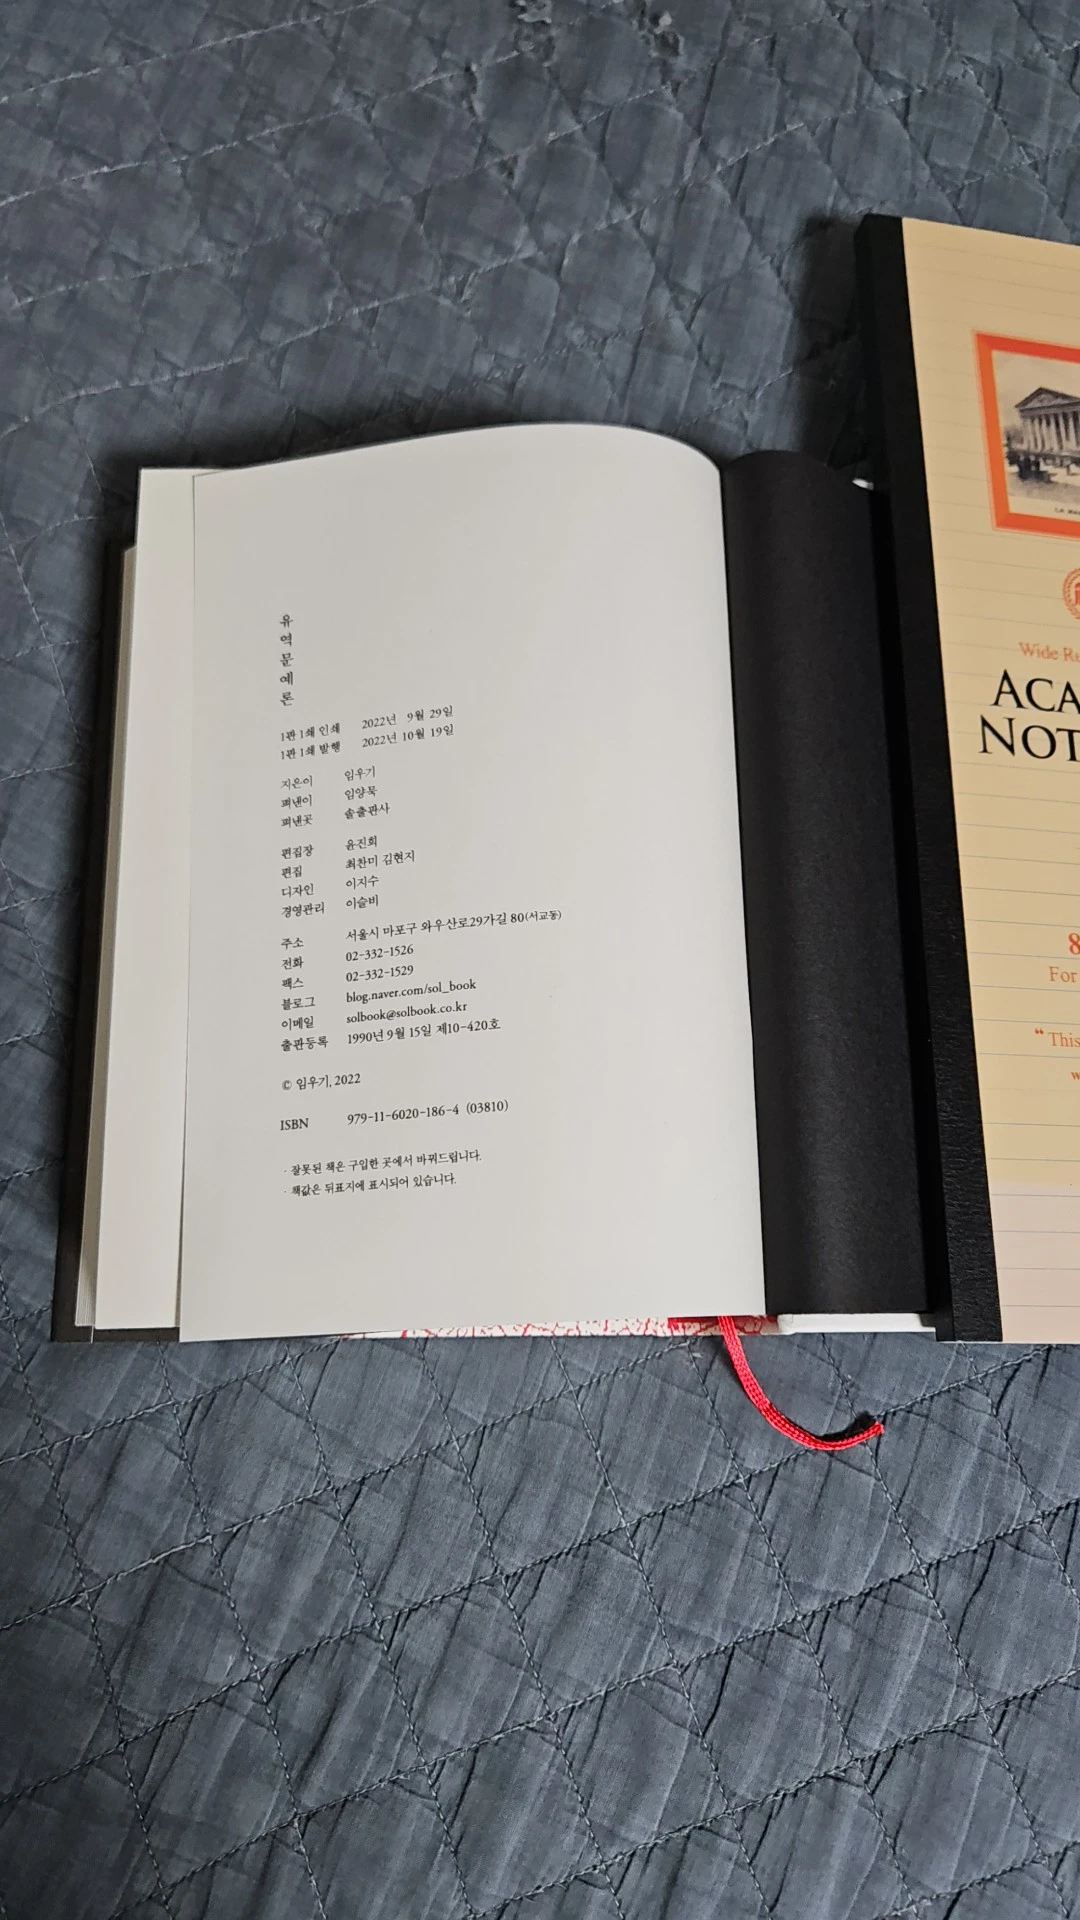 유
역
문
예
론
1판 1쇄 인쇄 2022년 9월 29일
1판 1쇄 발행 2022년 10월 19일
지은이 임우기
펴낸이 임양묵
펴낸곳 솔출판사
편집장 윤진희
편집 최찬미 김현지
디자인 이지수
경영관리 이슬비
주소 서울시 마포구 와우산로29가길 80(서교동)
전화 02-332-1526
팩스 02-332-1529
블로그 blog.naver.com/sol_book
이메일 solbook@solbook.co.kr
출판등록 1990년 9월 15일 제10-420호
© 임우기, 2022
ISBN 979-11-6020-186-4 (03810)
· 잘못된 책은 구입한 곳에서 바꿔드립니다.
· 책값은 뒤표지에 표시되어 있습니다.
Wide
ACA
NOT
8
For
“This